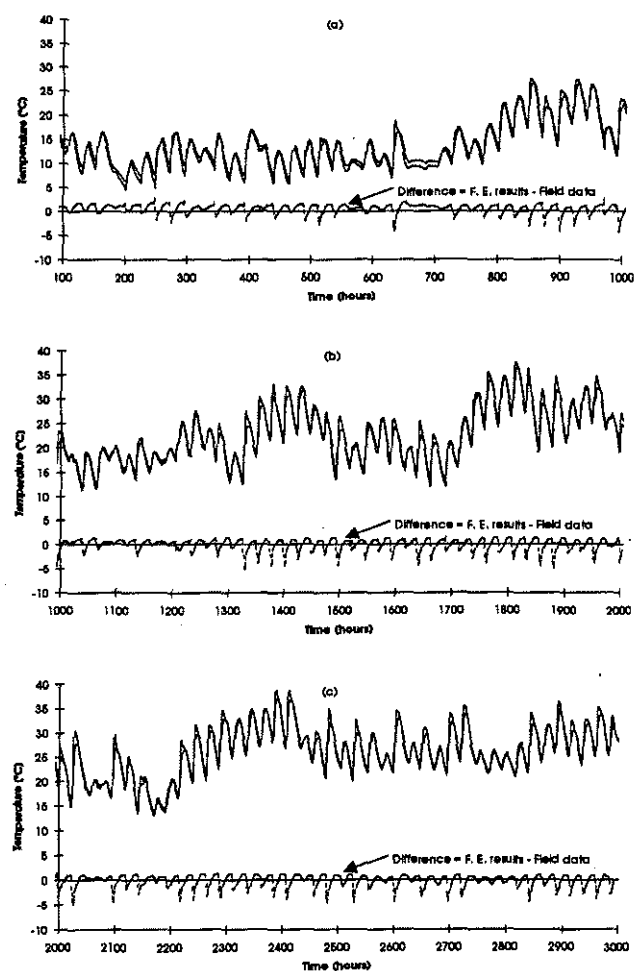 (a)
Temperature (°C)
40
35
30
25
20
15
10
5
0
-5
-10
Difference = F. E. results - Field data
100 200 300 400 500 600 700 800 900 1000
Time (hours)
(b)
Temperature (°C)
40
35
30
25
20
15
10
5
0
-5
-10
Difference = F. E. results - Field data
1000 1100 1200 1300 1400 1500 1600 1700 1800 1900 2000
Time (hours)
(c)
Temperature (°C)
40
35
30
25
20
15
10
5
0
-5
-10
Difference = F. E. results - Field data
2000 2100 2200 2300 2400 2500 2600 2700 2800 2900 3000
Time (hours)